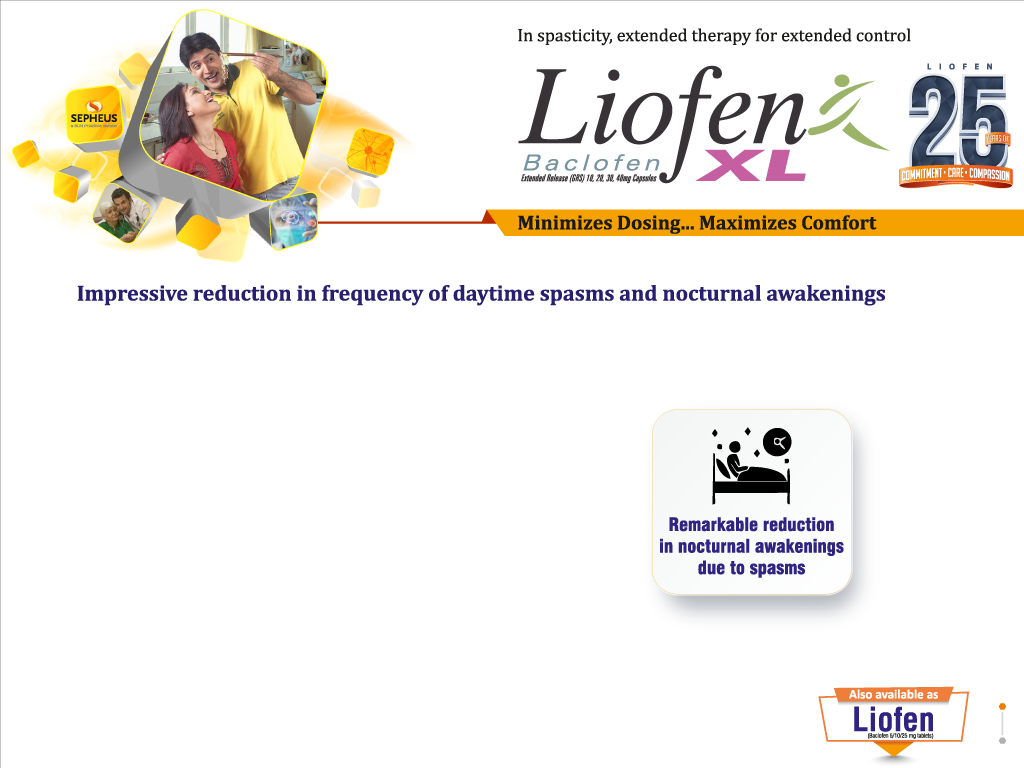 In spasticity, extended therapy for extended control
SEPHEUS
a SUN PHARMA division
Liofen
XL
Baclofen
Extended Release (GRS) 10, 20, 30, 40mg Capsules
LIOFEN
25
YEARS OF
COMMITMENT • CARE • COMPASSION
Minimizes Dosing... Maximizes Comfort
Impressive reduction in frequency of daytime spasms and nocturnal awakenings
Remarkable reduction
in nocturnal awakenings
due to spasms
Also available as
Liofen
(Baclofen 5/10/25 mg tablets)